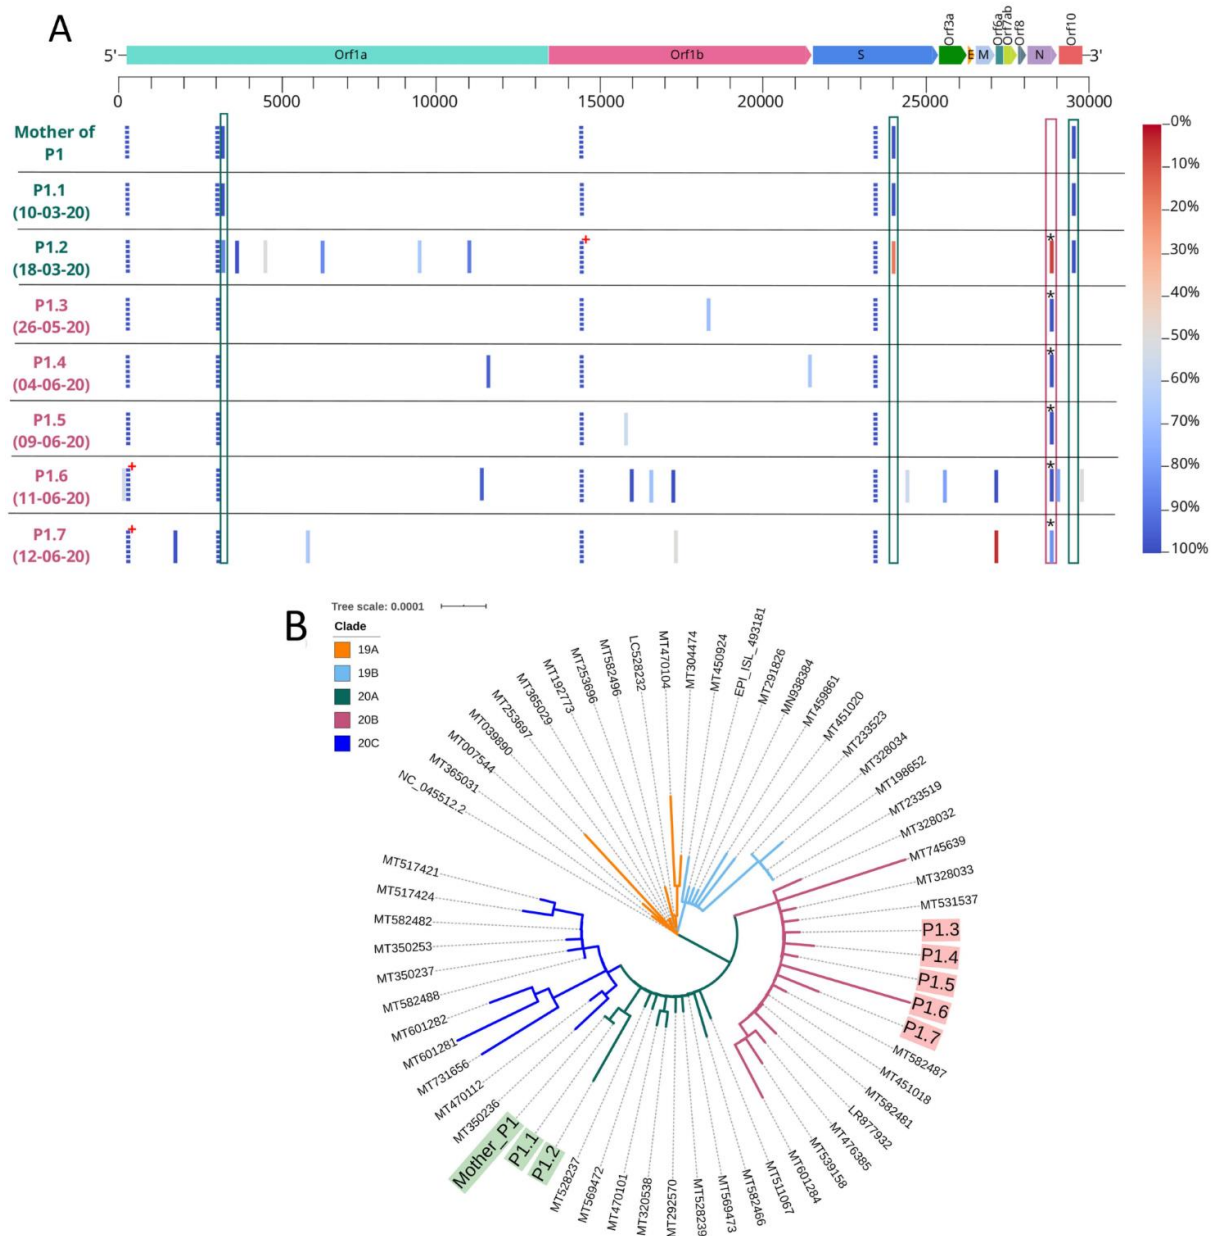 A
Orf3a
Orf6a
Orf7ab
Orf8
Orf10
5'
Orf1a
Orf1b
S
E
M
N
3'
0
5000
10000
15000
20000
25000
30000
Mother of
P1
P1.1
(10-03-20)
+
*
P1.2
(18-03-20)
*
P1.3
(26-05-20)
*
P1.4
(04-06-20)
*
P1.5
(09-06-20)
+
*
P1.6
(11-06-20)
+
*
P1.7
(12-06-20)
0%
10%
20%
30%
40%
50%
60%
70%
80%
90%
100%
B
Tree scale: 0.0001
Clade
19A
19B
20A
20B
20C
MT517421
MT517424
MT582482
MT350253
MT350237
MT582488
MT601282
MT601281
MT731656
MT470112
MT350236
Mother_P1
P1.1
P1.2
MT528237
MT569472
MT470101
MT320538
MT292570
MT528239
MT569473
MT582466
MT511067
MT601284
MT539158
MT476385
LR877932
MT582481
MT451018
MT582487
P1.7
P1.6
P1.5
P1.4
P1.3
MT531537
MT328033
MT745639
MT328032
MT233519
MT198652
MT328034
MT233523
MT451020
MT459861
MN938384
MT291826
EPI_ISL_493181
MT450924
MT304474
MT470104
LC528232
MT582496
MT253696
MT192773
MT365029
MT253697
MT039890
MT007544
MT365031
NC_045512.2